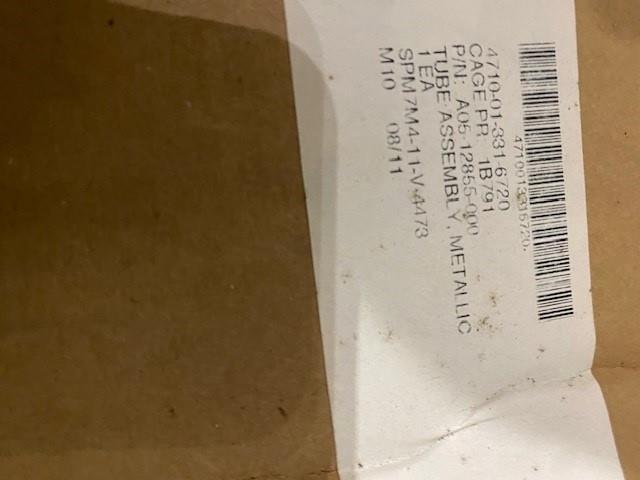 4710013316720
4710-01-331-6720
CAGE PR: 1B791
P/N: A05-12855-000
TUBE ASSEMBLY, METALLIC
1 EA
SPM7M4-11-V-4473
M10 08/11